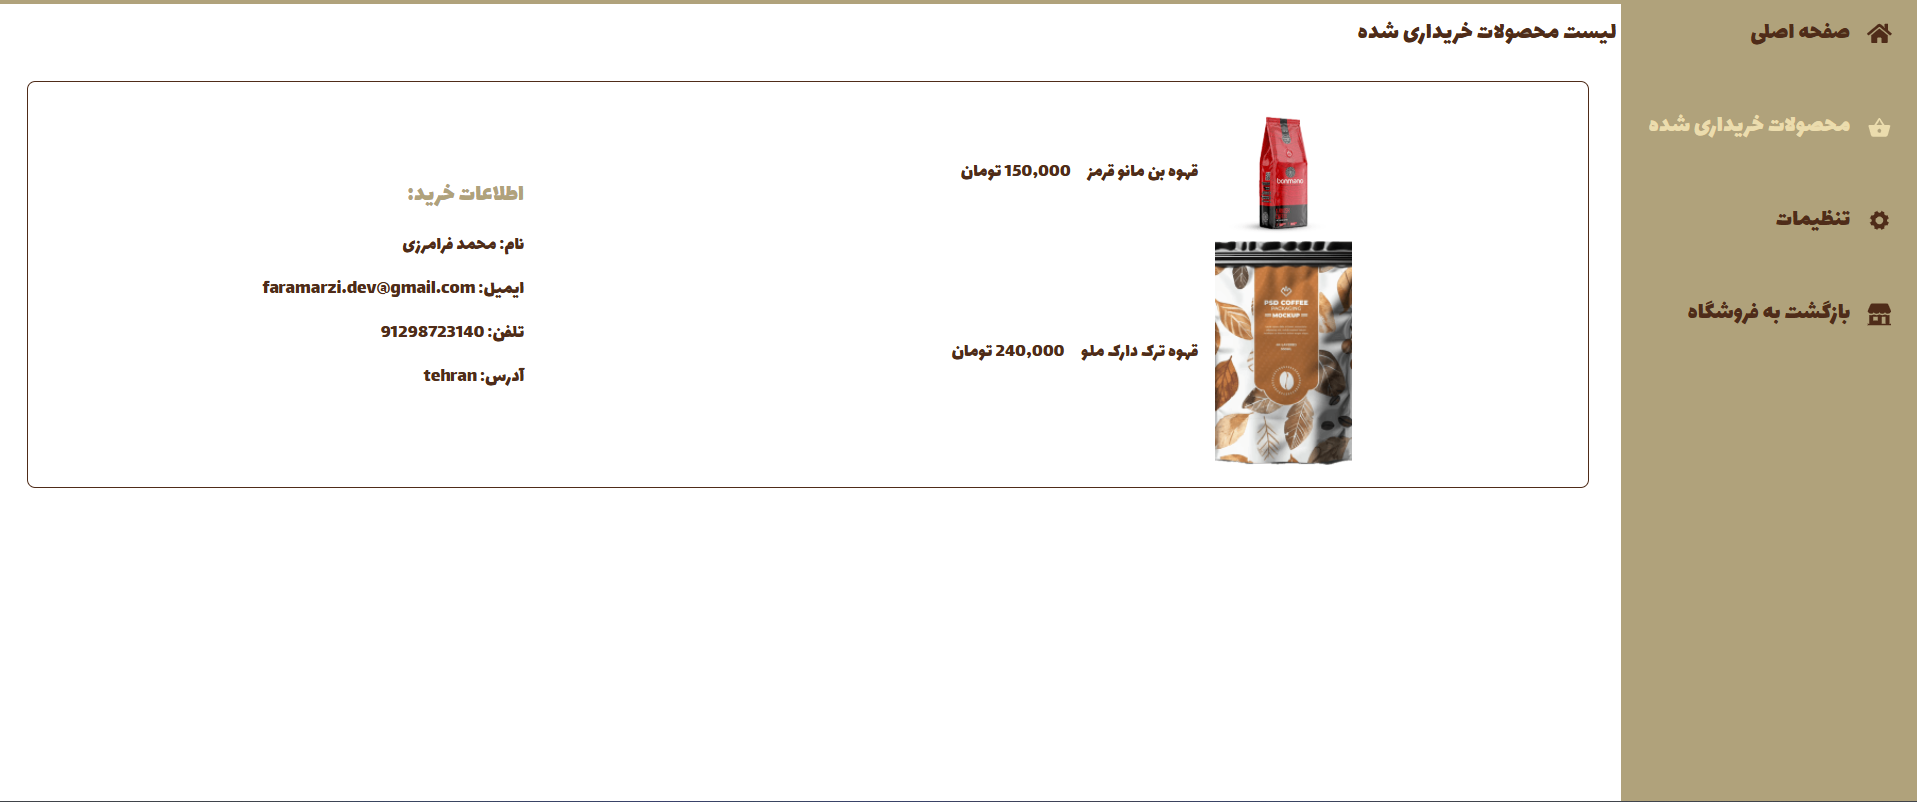 صفحه اصلی
محصولات خریداری شده
تنظیمات
بازگشت به فروشگاه
لیست محصولات خریداری شده
bonmano
قهوه بن مانو قرمز 150,000 تومان
PSD COFFEE
PACKAGING
MOCKUP
قهوه ترک دارک ملو 240,000 تومان
اطلاعات خرید:
نام: محمد فرامرزی
ایمیل: faramarzi.dev@gmail.com
تلفن: 91298723140
آدرس: tehran